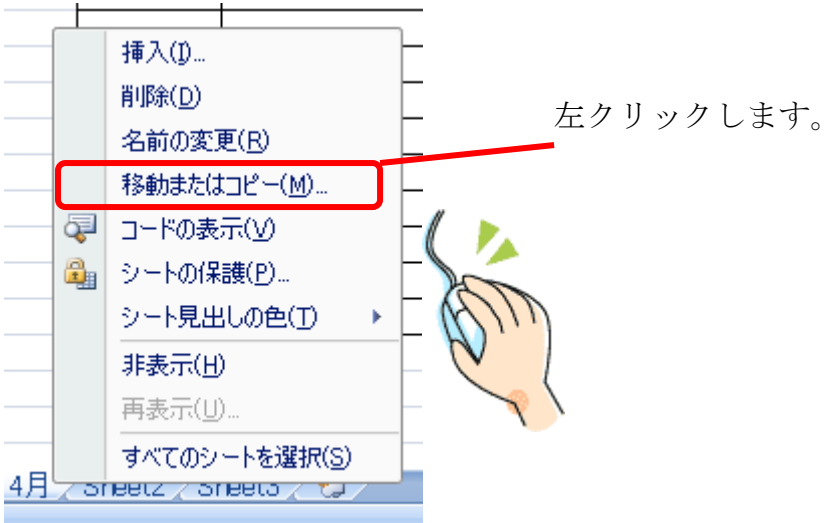 挿入(I)...
削除(D)
左クリックします。
名前の変更(R)
移動またはコピー(M)...
コードの表示(V)
シートの保護(P)...
シート見出しの色(T)
非表示(H)
再表示(U)...
すべてのシートを選択(S)
4月 Sheet2 Sheet3